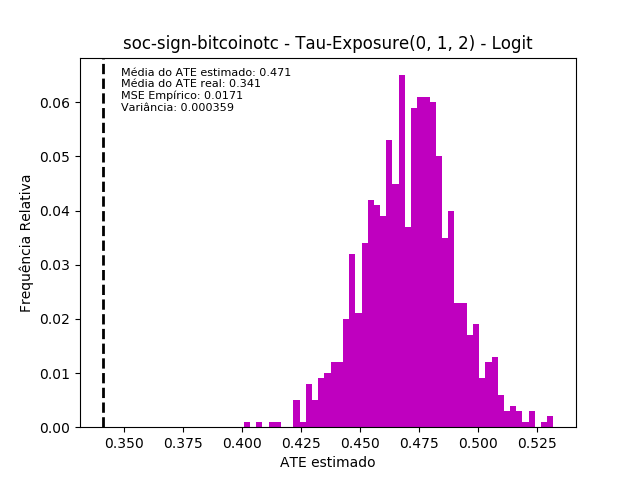 soc-sign-bitcoinotc - Tau-Exposure(0, 1, 2) - Logit
Média do ATE estimado: 0.471
Média do ATE real: 0.341
MSE Empírico: 0.0171
Variância: 0.000359
Frequência Relativa
0.06
0.05
0.04
0.03
0.02
0.01
0.00
0.350 0.375 0.400 0.425 0.450 0.475 0.500 0.525
ATE estimado